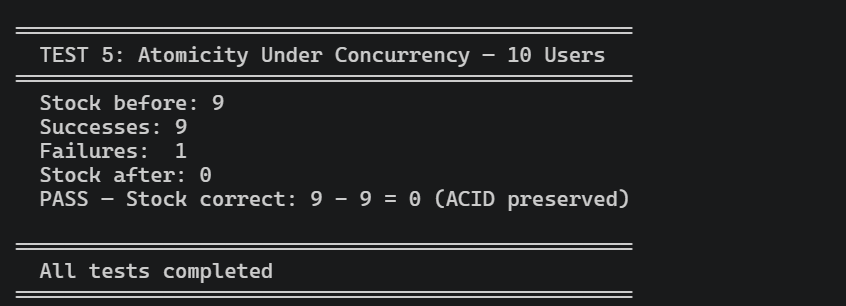 TEST 5: Atomicity Under Concurrency — 10 Users
Stock before: 9
Successes: 9
Failures:  1
Stock after: 0
PASS — Stock correct: 9 - 9 = 0 (ACID preserved)
All tests completed